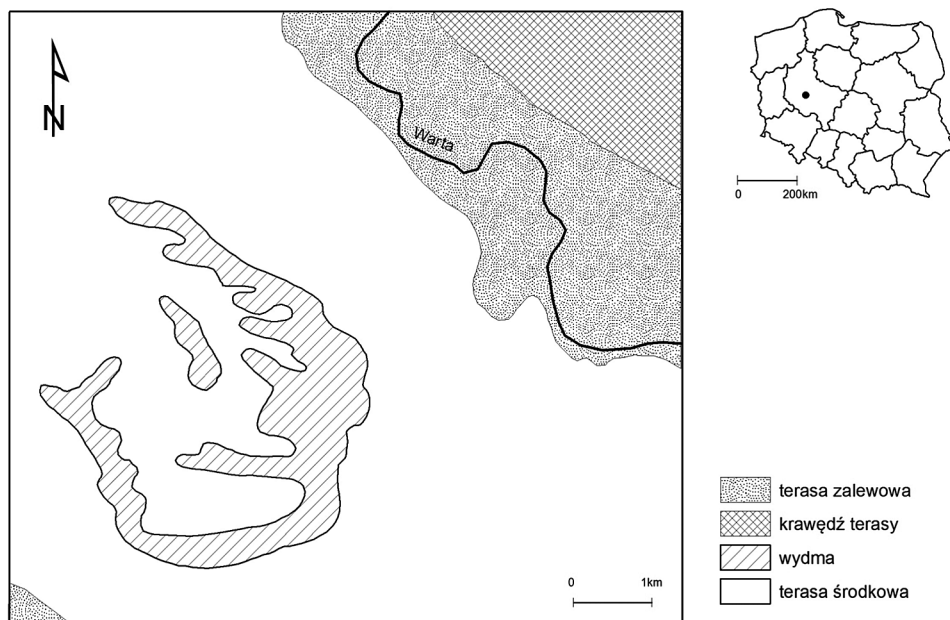 N
Warta
0 200km
terasa zalewowa
krawędź terasy
wydma
terasa środkowa
0 1km